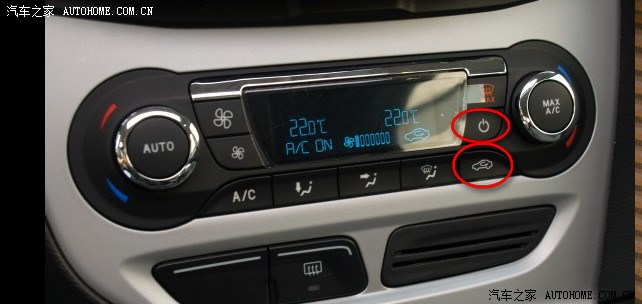 汽车之家 AUTOHOME.COM.CN
22.0℃ 22.0℃
A/C ON
AUTO
MAX
A/C
A/C
汽车之家 AUTOHOME.COM.CN